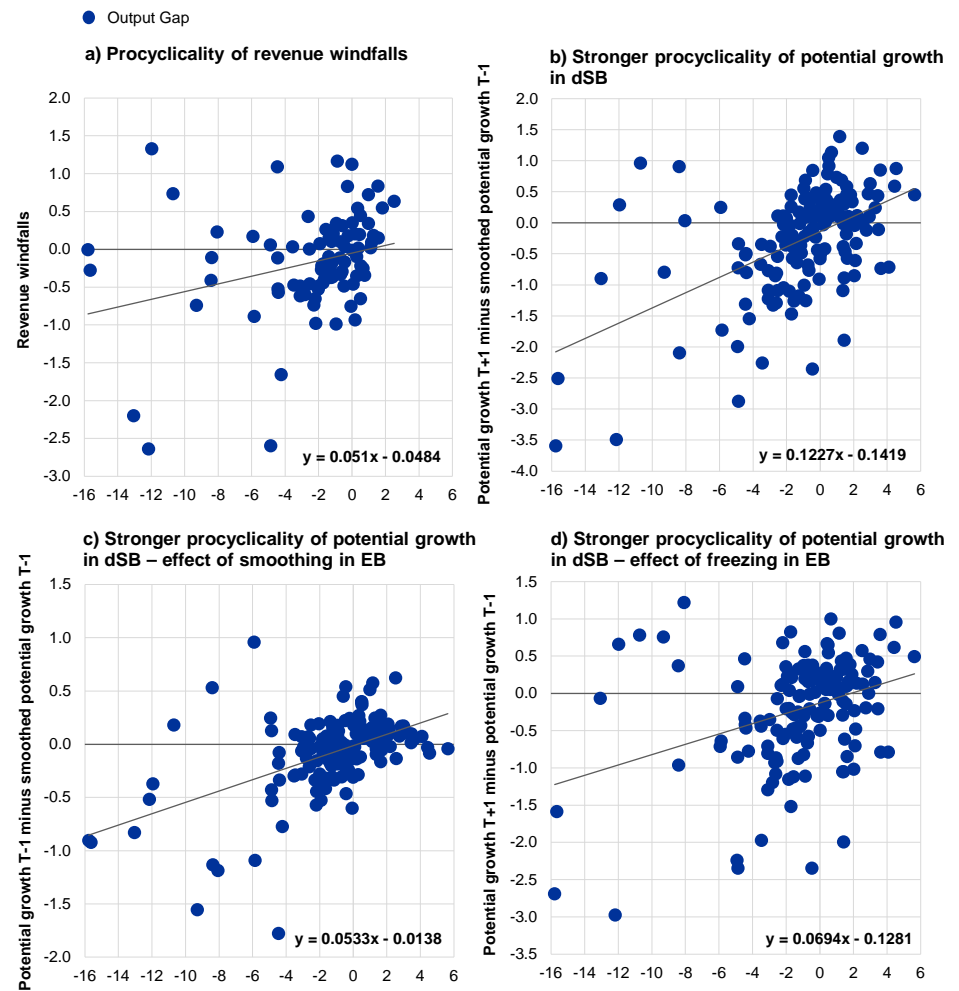 Output Gap
a) Procyclicality of revenue windfalls
Revenue windfalls
2.0
1.5
1.0
0.5
0.0
-0.5
-1.0
-1.5
-2.0
-2.5
-3.0
y = 0.051x - 0.0484
-16 -14 -12 -10 -8 -6 -4 -2 0 2 4 6
b) Stronger procyclicality of potential growth
in dSB
Potential growth T+1 minus smoothed potential growth T-1
2.0
1.5
1.0
0.5
0.0
-0.5
-1.0
-1.5
-2.0
-2.5
-3.0
-3.5
-4.0
y = 0.1227x - 0.1419
-16 -14 -12 -10 -8 -6 -4 -2 0 2 4 6
c) Stronger procyclicality of potential growth
in dSB – effect of smoothing in EB
Potential growth T-1 minus smoothed potential growth T-1
1.5
1.0
0.5
0.0
-0.5
-1.0
-1.5
-2.0
y = 0.0533x - 0.0138
-16 -14 -12 -10 -8 -6 -4 -2 0 2 4 6
d) Stronger procyclicality of potential growth
in dSB – effect of freezing in EB
Potential growth T+1 minus potential growth T-1
1.5
1.0
0.5
0.0
-0.5
-1.0
-1.5
-2.0
-2.5
-3.0
-3.5
y = 0.0694x - 0.1281
-16 -14 -12 -10 -8 -6 -4 -2 0 2 4 6